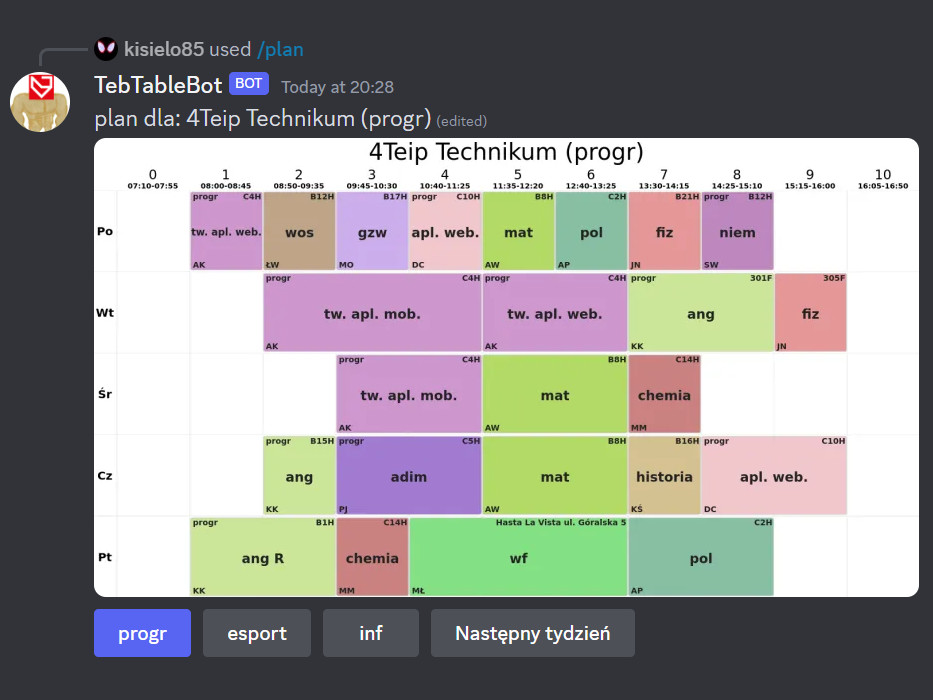 kisielo85 used /plan
TebTableBot BOT Today at 20:28
plan dla: 4Teip Technikum (progr) (edited)
4Teip Technikum (progr)
0 1 2 3 4 5 6 7 8 9 10
07:10-07:55 08:00-08:45 08:50-09:35 09:45-10:30 10:40-11:25 11:35-12:20 12:40-13:25 13:30-14:15 14:25-15:10 15:15-16:00 16:05-16:50
progr C4H B12H B17H progr C10H B8H C2H B21H progr B12H
Po tw. apl. web. wos gzw apl. web. mat pol fiz niem
AK ŁW MO DC AW AP JN SW
progr C4H progr C4H progr 301F 305F
Wt tw. apl. mob. tw. apl. web. ang fiz
AK AK KK JN
progr C4H B8H C14H
Śr tw. apl. mob. mat chemia
AK AW MM
progr B15H progr C5H B8H B16H progr C10H
Cz ang adim mat historia apl. web.
KK PJ AW KŚ DC
progr B1H C14H Hasta La Vista ul. Góralska 5 C2H
Pt ang R chemia wf pol
KK MM MŁ AP
progr esport inf Następny tydzień